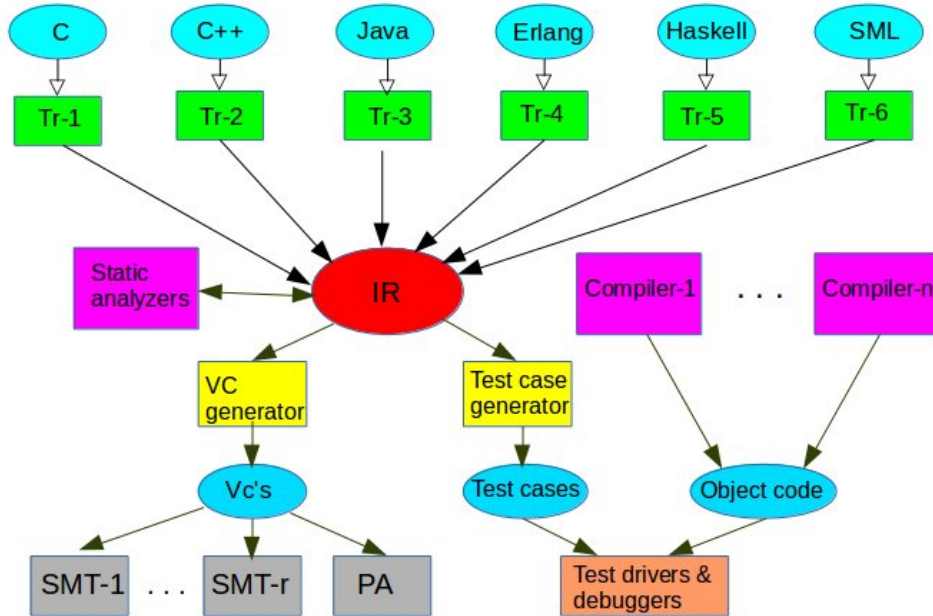 C
C++
Java
Erlang
Haskell
SML
Tr-1
Tr-2
Tr-3
Tr-4
Tr-5
Tr-6
Static
analyzers
IR
Compiler-1
. . .
Compiler-n
VC
generator
Test case
generator
Vc's
Test cases
Object code
SMT-1
. . .
SMT-r
PA
Test drivers &
debuggers